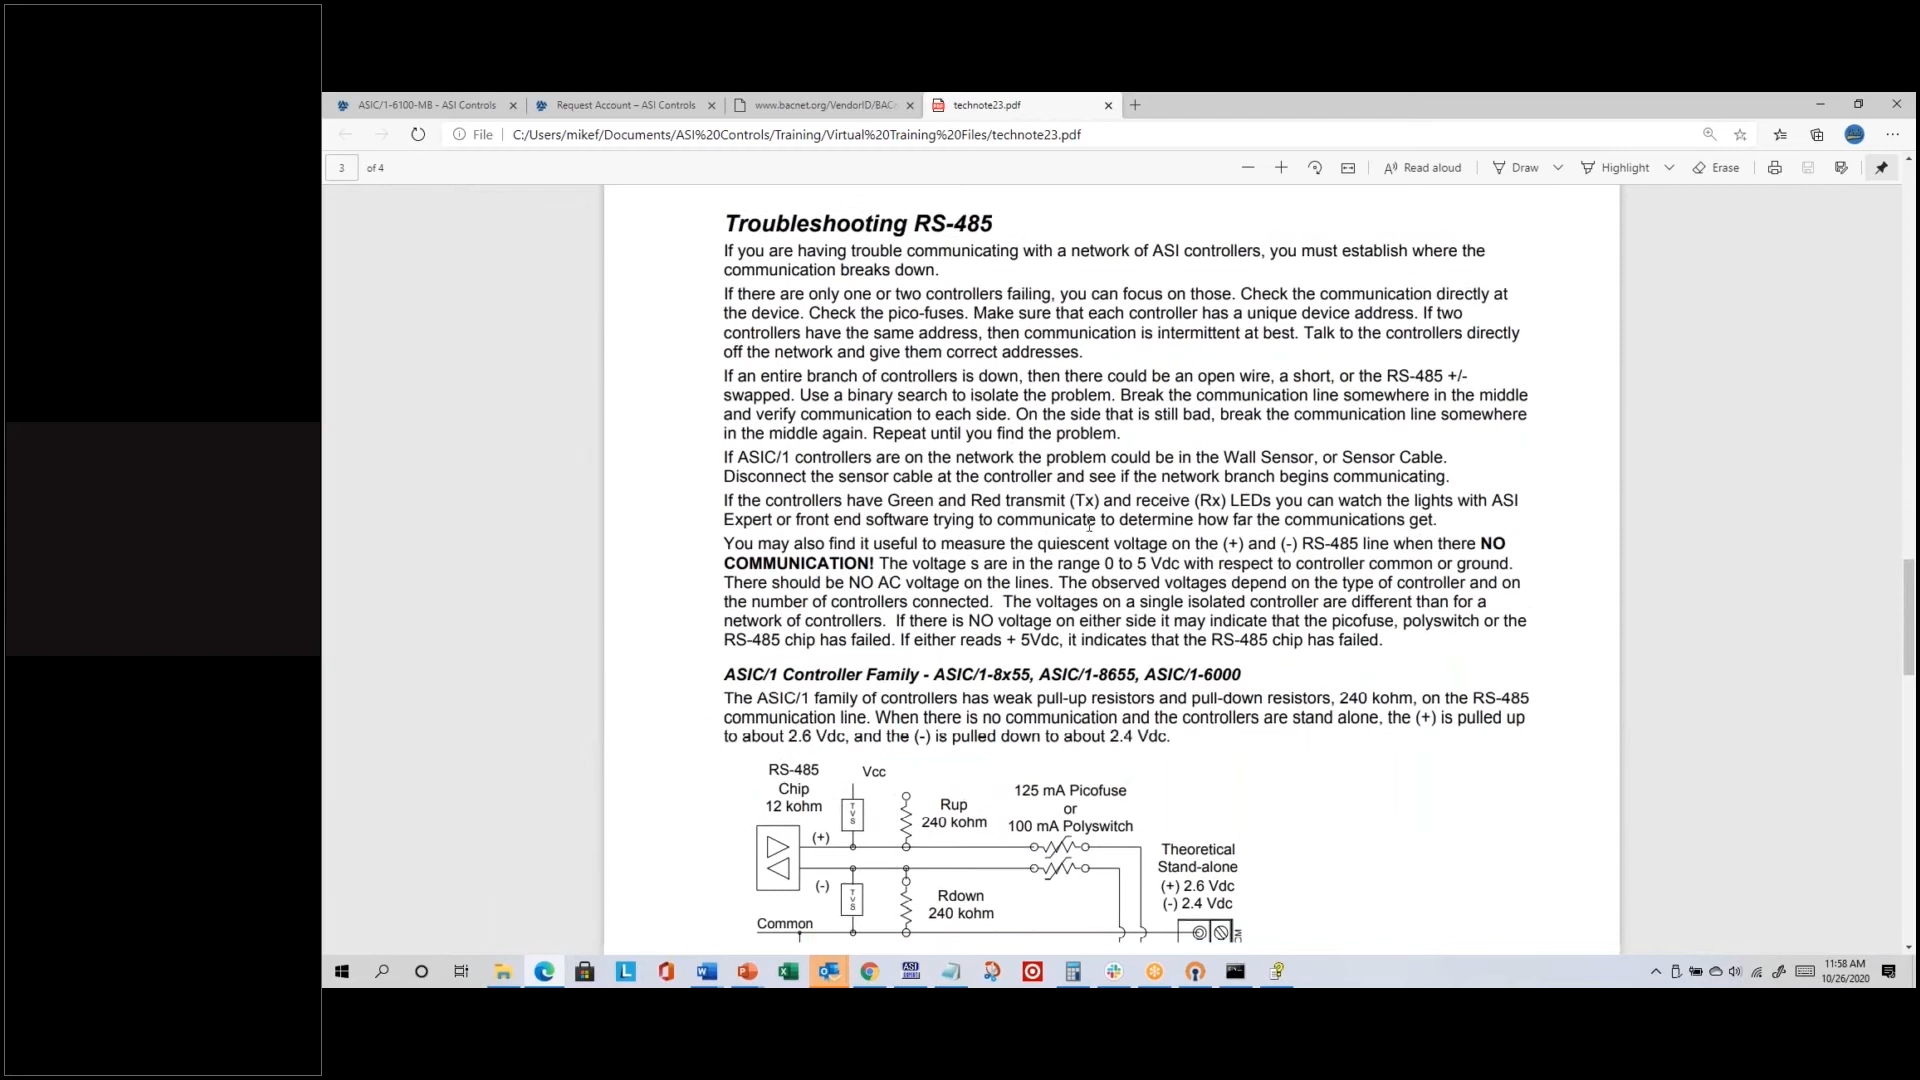 ASIC/1-6100-MB - ASI Controls
Request Account – ASI Controls
www.bacnet.org/VendorID/BAC
technote23.pdf
File C:/Users/mikef/Documents/ASI%20Controls/Training/Virtual%20Training%20Files/technote23.pdf
3 of 4
Read aloud
Draw
Highlight
Erase
Troubleshooting RS-485
If you are having trouble communicating with a network of ASI controllers, you must establish where the
communication breaks down.
If there are only one or two controllers failing, you can focus on those. Check the communication directly at
the device. Check the pico-fuses. Make sure that each controller has a unique device address. If two
controllers have the same address, then communication is intermittent at best. Talk to the controllers directly
off the network and give them correct addresses.
If an entire branch of controllers is down, then there could be an open wire, a short, or the RS-485 +/-
swapped. Use a binary search to isolate the problem. Break the communication line somewhere in the middle
and verify communication to each side. On the side that is still bad, break the communication line somewhere
in the middle again. Repeat until you find the problem.
If ASIC/1 controllers are on the network the problem could be in the Wall Sensor, or Sensor Cable.
Disconnect the sensor cable at the controller and see if the network branch begins communicating.
If the controllers have Green and Red transmit (Tx) and receive (Rx) LEDs you can watch the lights with ASI
Expert or front end software trying to communicate to determine how far the communications get.
You may also find it useful to measure the quiescent voltage on the (+) and (-) RS-485 line when there NO
COMMUNICATION! The voltage s are in the range 0 to 5 Vdc with respect to controller common or ground.
There should be NO AC voltage on the lines. The observed voltages depend on the type of controller and on
the number of controllers connected. The voltages on a single isolated controller are different than for a
network of controllers. If there is NO voltage on either side it may indicate that the picofuse, polyswitch or the
RS-485 chip has failed. If either reads + 5Vdc, it indicates that the RS-485 chip has failed.
ASIC/1 Controller Family - ASIC/1-8x55, ASIC/1-8655, ASIC/1-6000
The ASIC/1 family of controllers has weak pull-up resistors and pull-down resistors, 240 kohm, on the RS-485
communication line. When there is no communication and the controllers are stand alone, the (+) is pulled up
to about 2.6 Vdc, and the (-) is pulled down to about 2.4 Vdc.
RS-485
Chip
12 kohm
Vcc
TVS
Rup
240 kohm
125 mA Picofuse
or
100 mA Polyswitch
(+)
(-)
TVS
Rdown
240 kohm
Theoretical
Stand-alone
(+) 2.6 Vdc
(-) 2.4 Vdc
Common
11:58 AM
10/26/2020